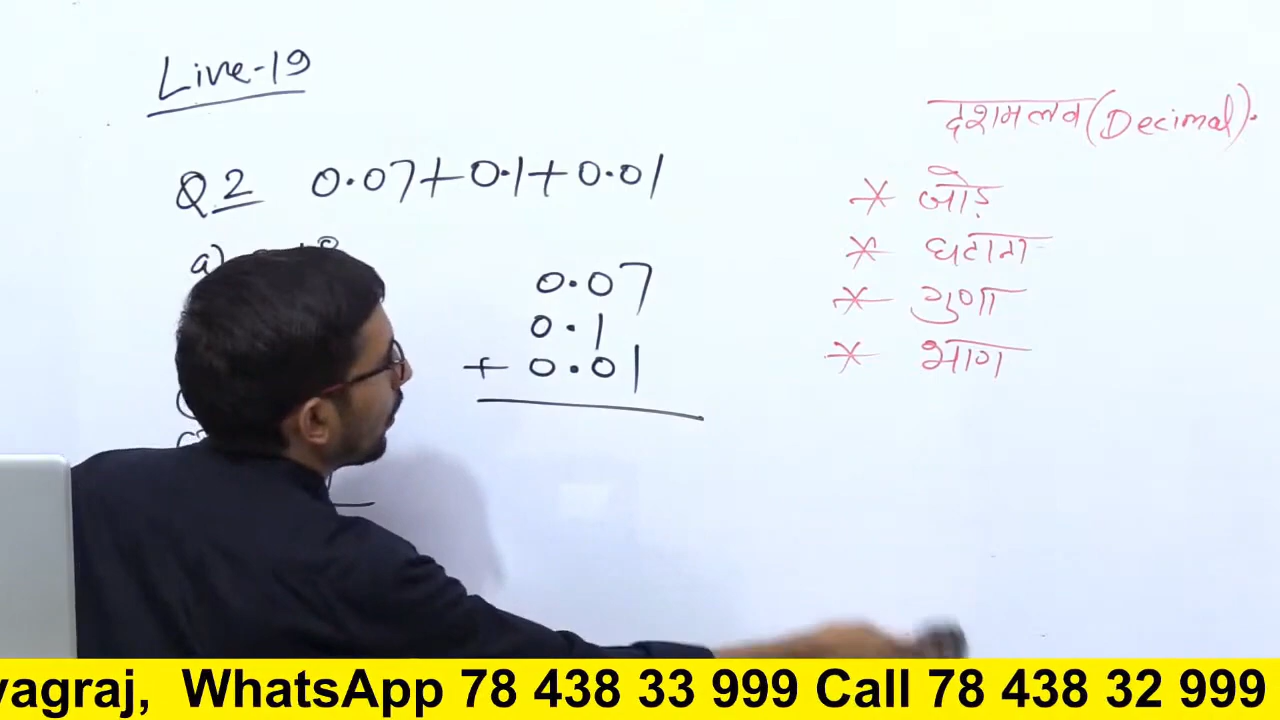 Live-19
Q2 0.07+0.1+0.01
a)
0.07
0.1
+ 0.01
दशमलव (Decimal).
* जोड़
* घटाना
* गुणा
* भाग
yagraj, WhatsApp 78 438 33 999 Call 78 438 32 999